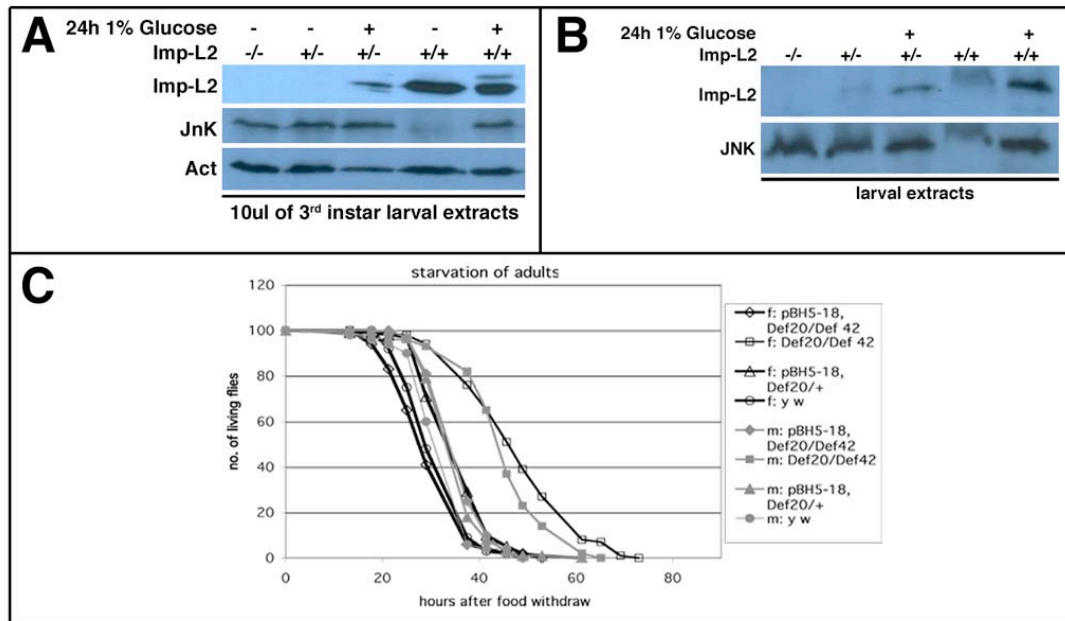 A
24h 1% Glucose - - + - +
Imp-L2 -/- +/- +/- +/+ +/+
Imp-L2
JnK
Act
10ul of 3rd instar larval extracts
B
24h 1% Glucose + +
Imp-L2 -/- +/- +/- +/+ +/+
Imp-L2
JNK
larval extracts
C
starvation of adults
no. of living flies
120
100
80
60
40
20
0
0 20 40 60 80
hours after food withdraw
f: pBH5-18,
Def20/Def 42
f: Def20/Def 42
f: pBH5-18,
Def20/+
f: y w
m: pBH5-18,
Def20/Def42
m: Def20/Def42
m: pBH5-18,
Def20/+
m: y w